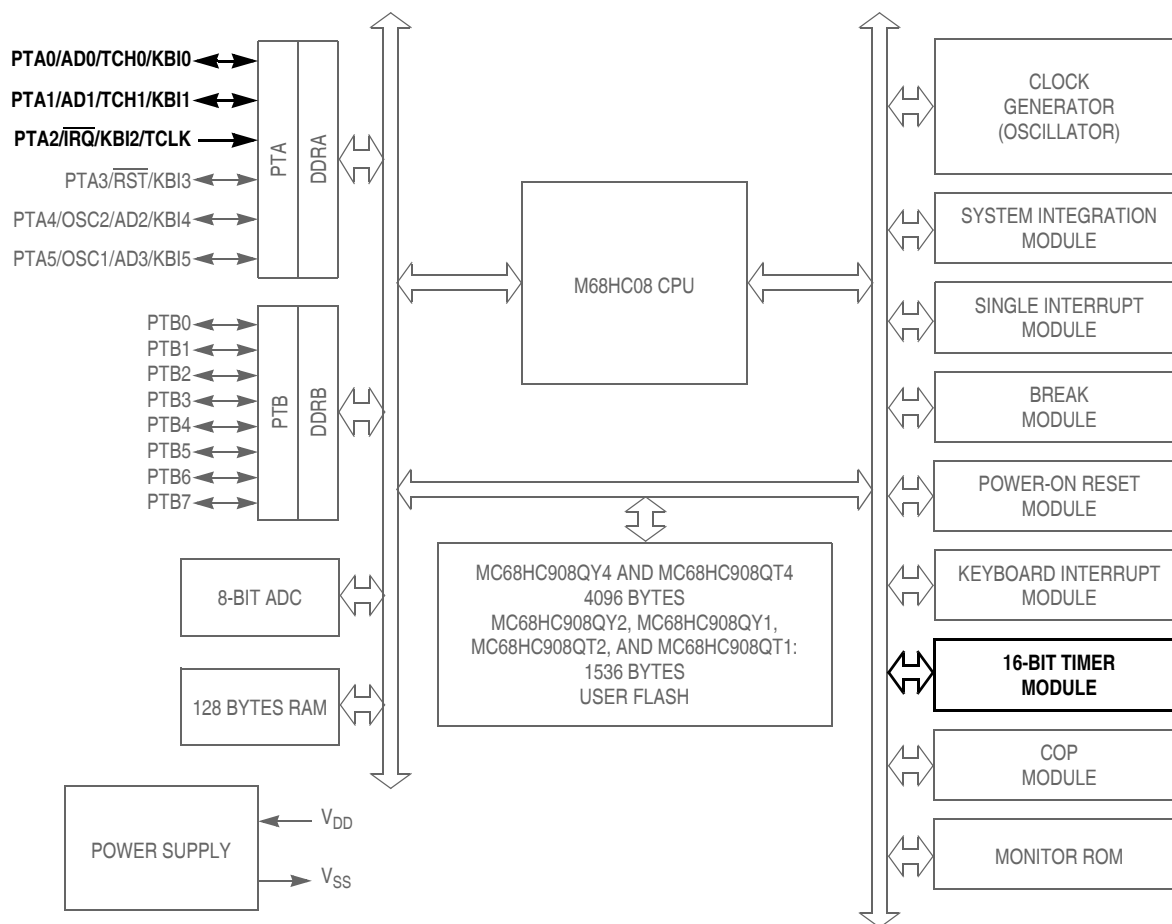 PTA0/AD0/TCH0/KBI0
PTA1/AD1/TCH1/KBI1
PTA2/IRQ/KBI2/TCLK
PTA3/RST/KBI3
PTA4/OSC2/AD2/KBI4
PTA5/OSC1/AD3/KBI5
PTA
DDRA
PTB0
PTB1
PTB2
PTB3
PTB4
PTB5
PTB6
PTB7
PTB
DDRB
8-BIT ADC
128 BYTES RAM
POWER SUPPLY
VDD
VSS
M68HC08 CPU
MC68HC908QY4 AND MC68HC908QT4
4096 BYTES
MC68HC908QY2, MC68HC908QY1,
MC68HC908QT2, AND MC68HC908QT1:
1536 BYTES
USER FLASH
CLOCK
GENERATOR
(OSCILLATOR)
SYSTEM INTEGRATION
MODULE
SINGLE INTERRUPT
MODULE
BREAK
MODULE
POWER-ON RESET
MODULE
KEYBOARD INTERRUPT
MODULE
16-BIT TIMER
MODULE
COP
MODULE
MONITOR ROM